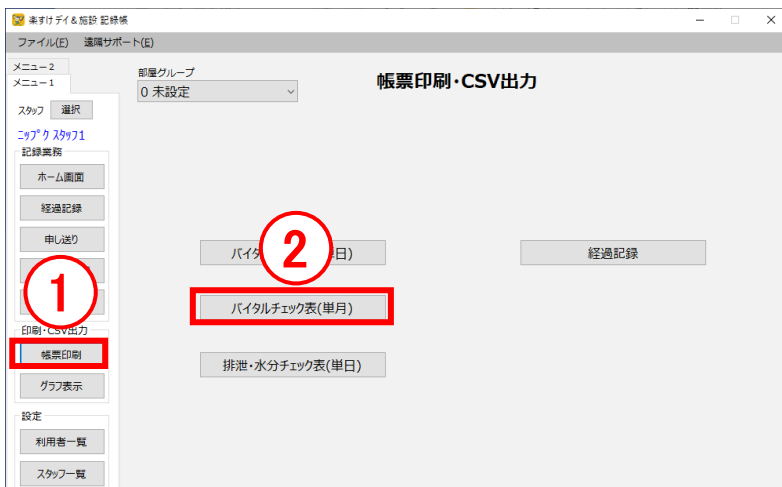 楽すけデイ&施設 記録帳
ファイル(F) 遠隔サポート(E)
メニュー2
メニュー1
部屋グループ
0 未設定
帳票印刷・CSV出力
スタッフ 選択
ニップク スタッフ1
記録業務
ホーム画面
経過記録
申し送り
1
印刷・CSV出力
帳票印刷
グラフ表示
設定
利用者一覧
スタッフ一覧
2
バイタ 日)
経過記録
バイタルチェック表(単月)
排泄・水分チェック表(単日)